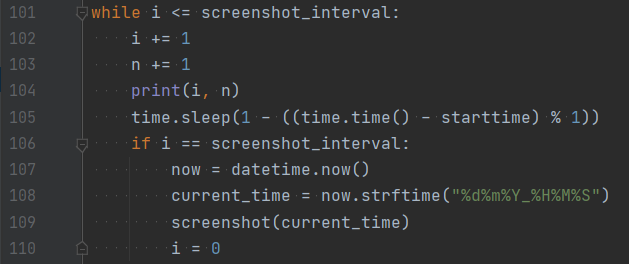 101 while i <= screenshot_interval:
102     i += 1
103     n += 1
104     print(i, n)
105     time.sleep(1 - ((time.time() - starttime) % 1))
106     if i == screenshot_interval:
107         now = datetime.now()
108         current_time = now.strftime("%d%m%Y_%H%M%S")
109         screenshot(current_time)
110         i = 0